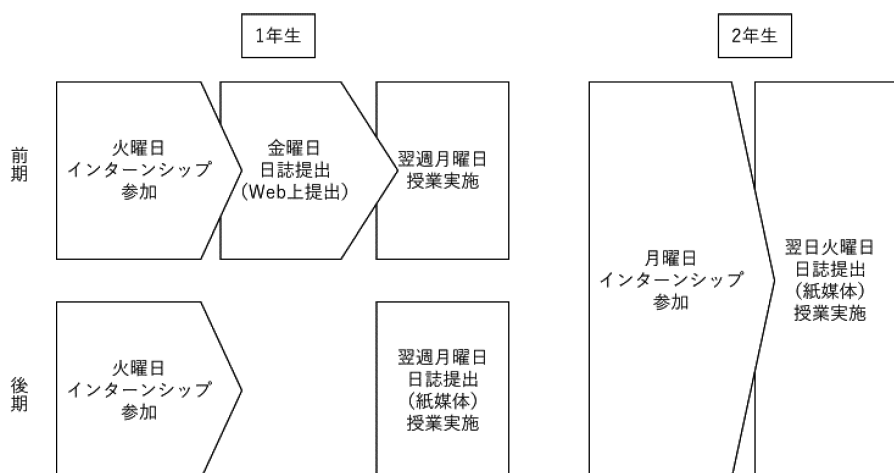 1年生
2年生
前期
火曜日
インターンシップ
参加
金曜日
日誌提出
(Web上提出)
翌週月曜日
授業実施
後期
火曜日
インターンシップ
参加
翌週月曜日
日誌提出
(紙媒体)
授業実施
月曜日
インターンシップ
参加
翌日火曜日
日誌提出
(紙媒体)
授業実施